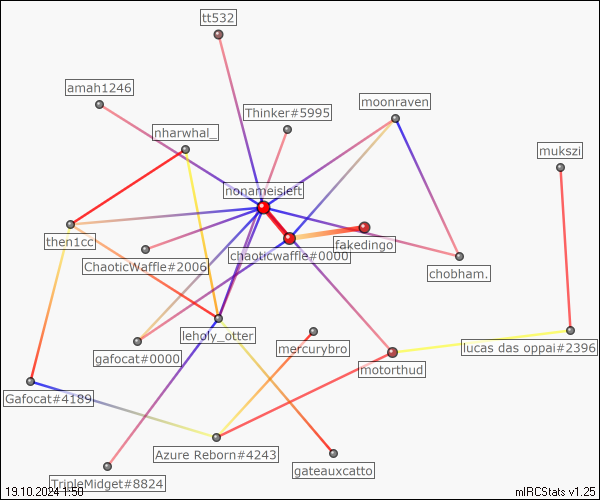 tt532
amah1246
moonraven
Thinker#5995
nharwhal_
mukszi
nonameisleft
then1cc
chaoticwaffle#0000
fakedingo
ChaoticWaffle#2006
chobham.
leholy_otter
gafocat#0000
mercurybro
lucas das oppai#2396
motorthud
Gafocat#4189
Azure Reborn#4243
gateauxcatto
TripleMidget#8824
19.10.2024 1:50
mIRCStats v1.25